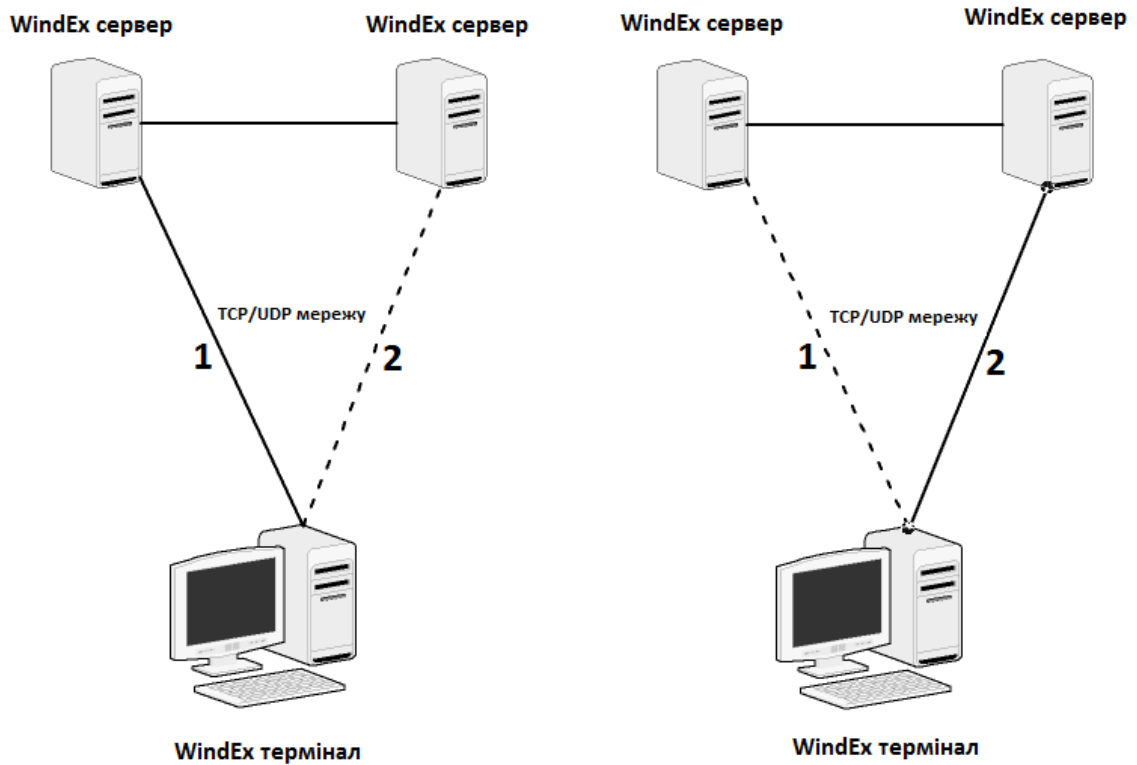 WindEx сервер
WindEx сервер
TCP/UDP мережу
1
2
WindEx термінал
WindEx сервер
WindEx сервер
TCP/UDP мережу
1
2
WindEx термінал